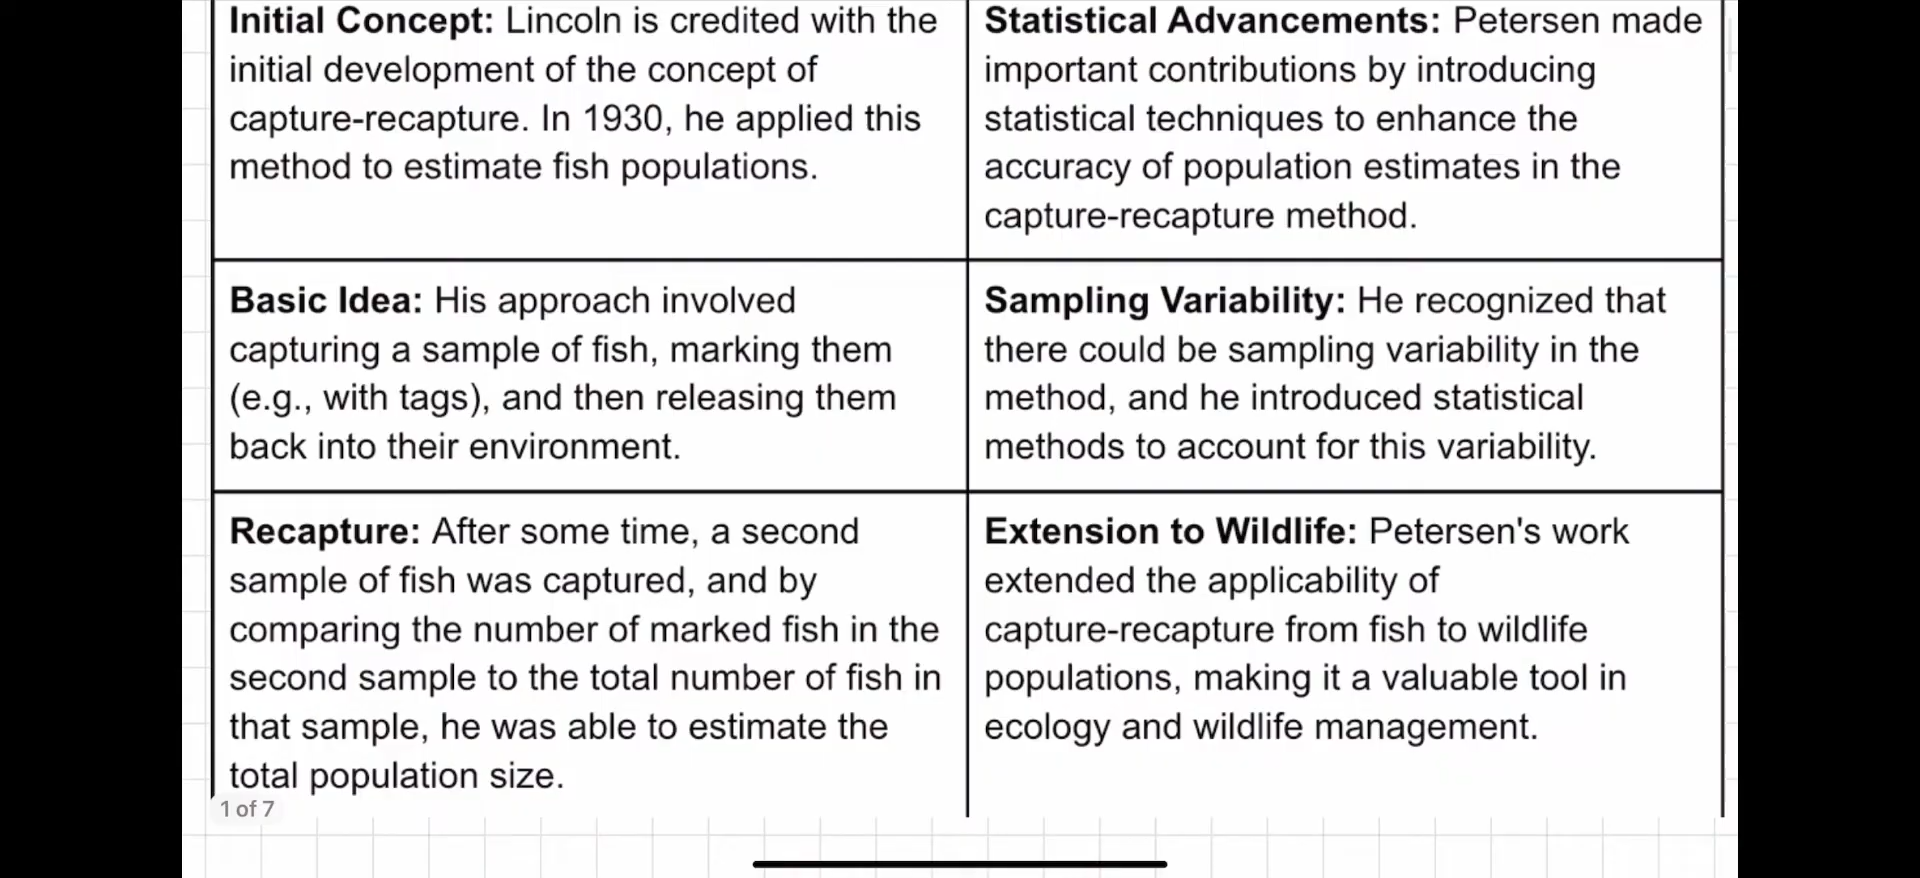 Initial Concept: Lincoln is credited with the
initial development of the concept of
capture-recapture. In 1930, he applied this
method to estimate fish populations.
Statistical Advancements: Petersen made
important contributions by introducing
statistical techniques to enhance the
accuracy of population estimates in the
capture-recapture method.
Basic Idea: His approach involved
capturing a sample of fish, marking them
(e.g., with tags), and then releasing them
back into their environment.
Sampling Variability: He recognized that
there could be sampling variability in the
method, and he introduced statistical
methods to account for this variability.
Recapture: After some time, a second
sample of fish was captured, and by
comparing the number of marked fish in the
second sample to the total number of fish in
that sample, he was able to estimate the
total population size.
Extension to Wildlife: Petersen's work
extended the applicability of
capture-recapture from fish to wildlife
populations, making it a valuable tool in
ecology and wildlife management.
1 of 7